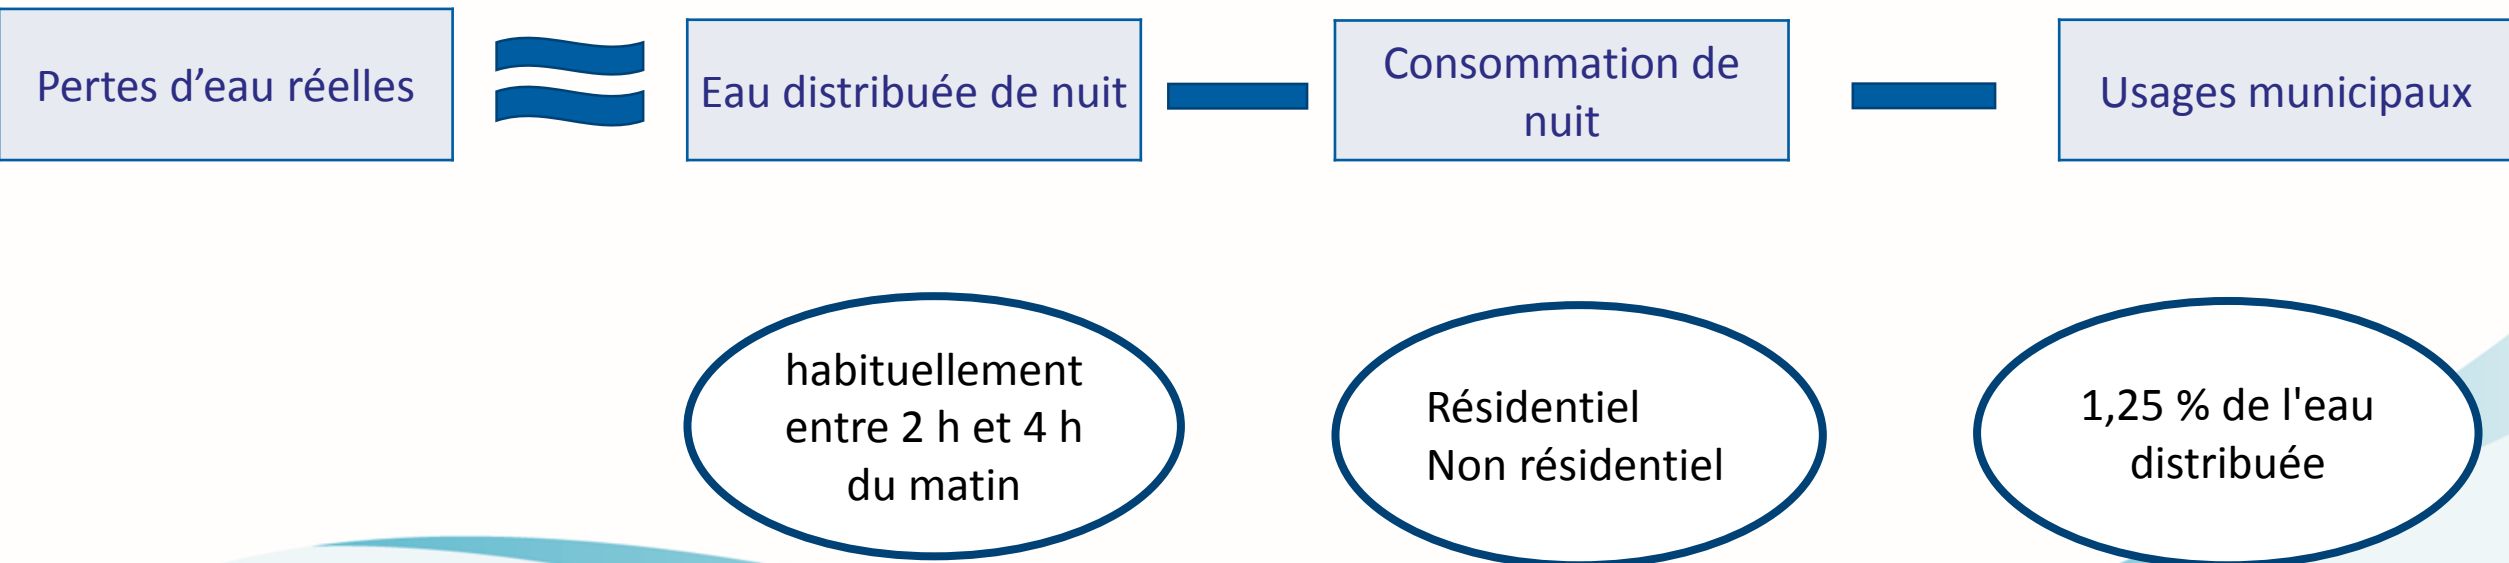 Pertes d’eau réelles
Eau distribuée de nuit
Consommation de
nuit
Usages municipaux
habituellement
entre 2 h et 4 h
du matin
Résidentiel
Non résidentiel
1,25 % de l'eau
distribuée